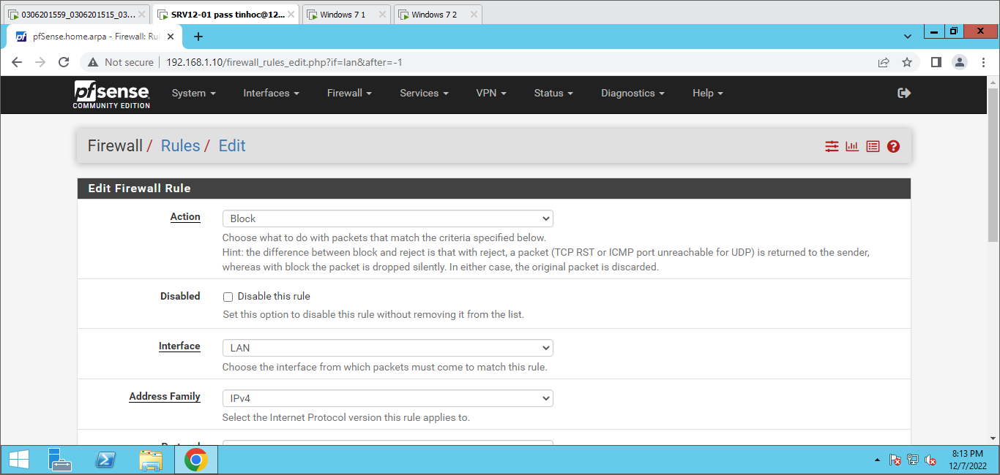 0306201559_0306201515_03...
SRV12-01 pass tinhoc@12...
Windows 7 1
Windows 7 2
pfSense.home.arpa - Firewall: Ru
Not secure
192.168.1.10/firewall_rules_edit.php?if=lan&after=-1
pfsense
COMMUNITY EDITION
System
Interfaces
Firewall
Services
VPN
Status
Diagnostics
Help
Firewall / Rules / Edit
Edit Firewall Rule
Action
Block
Choose what to do with packets that match the criteria specified below.
Hint: the difference between block and reject is that with reject, a packet (TCP RST or ICMP port unreachable for UDP) is returned to the sender,
whereas with block the packet is dropped silently. In either case, the original packet is discarded.
Disabled
Disable this rule
Set this option to disable this rule without removing it from the list.
Interface
LAN
Choose the interface from which packets must come to match this rule.
Address Family
IPv4
Select the Internet Protocol version this rule applies to.
8:13 PM
12/7/2022